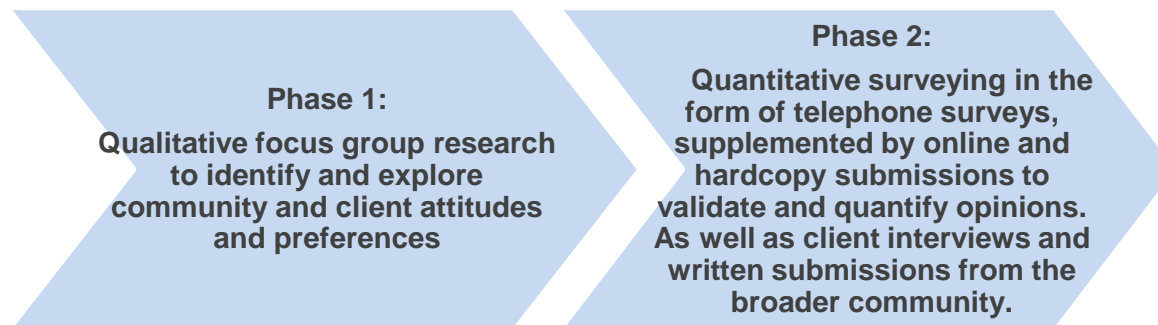 Phase 1:
Qualitative focus group research
to identify and explore
community and client attitudes
and preferences
Phase 2:
Quantitative surveying in the
form of telephone surveys,
supplemented by online and
hardcopy submissions to
validate and quantify opinions.
As well as client interviews and
written submissions from the
broader community.